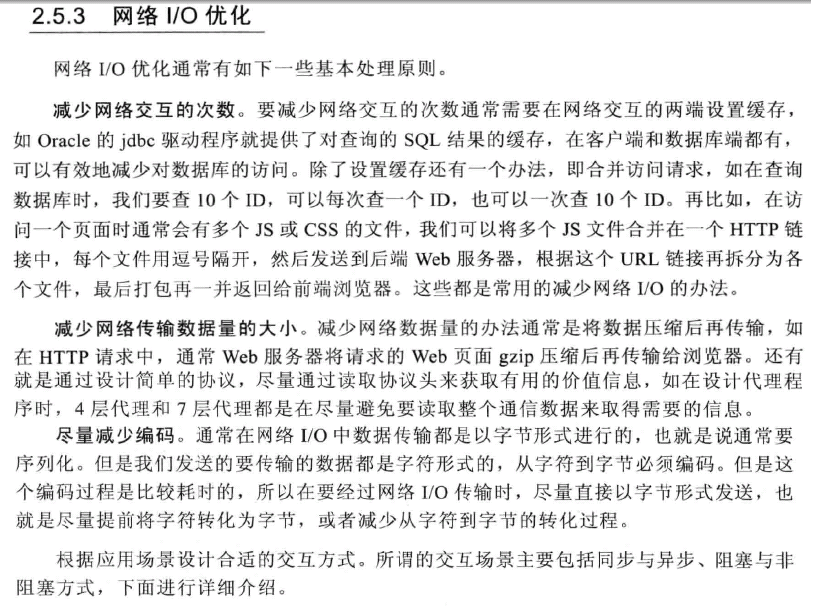 2.5.3 网络 I/O 优化
网络 I/O 优化通常有如下一些基本处理原则。
减少网络交互的次数。要减少网络交互的次数通常需要在网络交互的两端设置缓存，
如 Oracle 的 jdbc 驱动程序就提供了对查询的 SQL 结果的缓存，在客户端和数据库端都有，
可以有效地减少对数据库的访问。除了设置缓存还有一个办法，即合并访问请求，如在查询
数据库时，我们要查 10 个 ID，可以每次查一个 ID，也可以一次查 10 个 ID。再比如，在访
问一个页面时通常会有多个 JS 或 CSS 的文件，我们可以将多个 JS 文件合并在一个 HTTP 链
接中，每个文件用逗号隔开，然后发送到后端 Web 服务器，根据这个 URL 链接再拆分为各
个文件，最后打包再一并返回给前端浏览器。这些都是常用的减少网络 I/O 的办法。
减少网络传输数据量的大小。减少网络数据量的办法通常是将数据压缩后再传输，如
在 HTTP 请求中，通常 Web 服务器将请求的 Web 页面 gzip 压缩后再传输给浏览器。还有
就是通过设计简单的协议，尽量通过读取协议头来获取有用的价值信息，如在设计代理程
序时，4 层代理和 7 层代理都是在尽量避免要读取整个通信数据来取得需要的信息。
尽量减少编码。通常在网络 I/O 中数据传输都是以字节形式进行的，也就是说通常要
序列化。但是我们发送的要传输的数据都是字符形式的，从字符到字节必须编码。但是这
个编码过程是比较耗时的，所以在要经过网络 I/O 传输时，尽量直接以字节形式发送，也
就是尽量提前将字符转化为字节，或者减少从字符到字节的转化过程。
根据应用场景设计合适的交互方式。所谓的交互场景主要包括同步与异步、阻塞与非
阻塞方式，下面进行详细介绍。